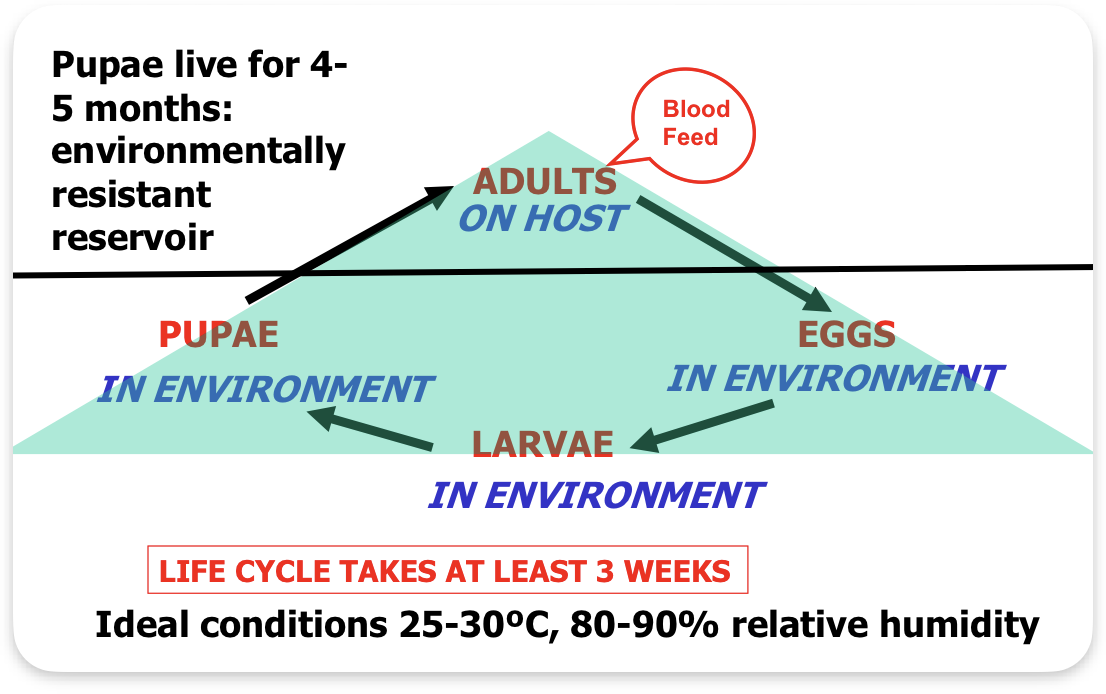 Pupae live for 4-
5 months:
environmentally
resistant
reservoir
Blood
Feed
ADULTS
ON HOST
PUPAE
IN ENVIRONMENT
EGGS
IN ENVIRONMENT
LARVAE
IN ENVIRONMENT
LIFE CYCLE TAKES AT LEAST 3 WEEKS
Ideal conditions 25-30ºC, 80-90% relative humidity